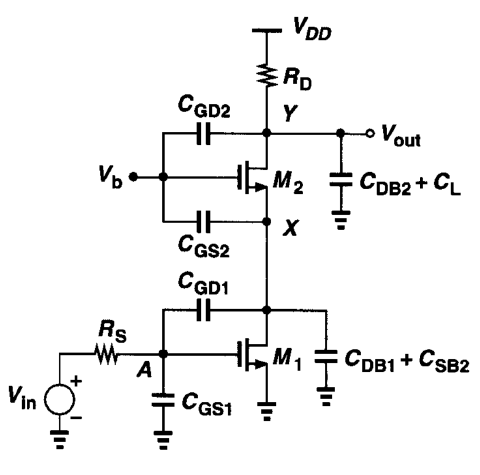 V_DD
R_D
C_GD2
Y
V_out
V_b
M_2
C_DB2 + C_L
C_GS2
X
C_GD1
R_S
A
M_1
C_DB1 + C_SB2
V_in
+
−
C_GS1